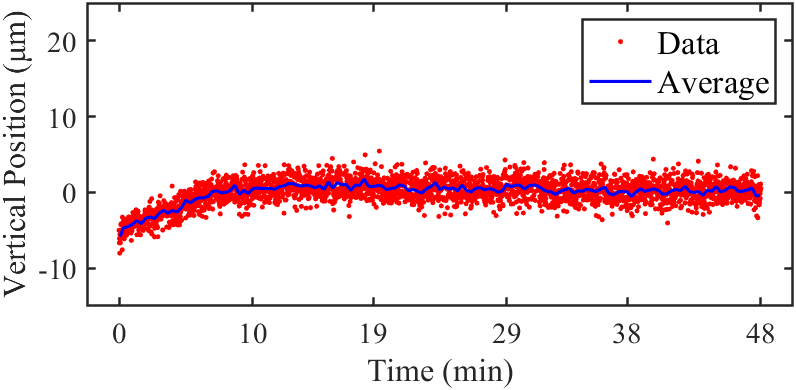 Vertical Position (μm)
20
10
0
-10
Data
Average
0 10 19 29 38 48
Time (min)